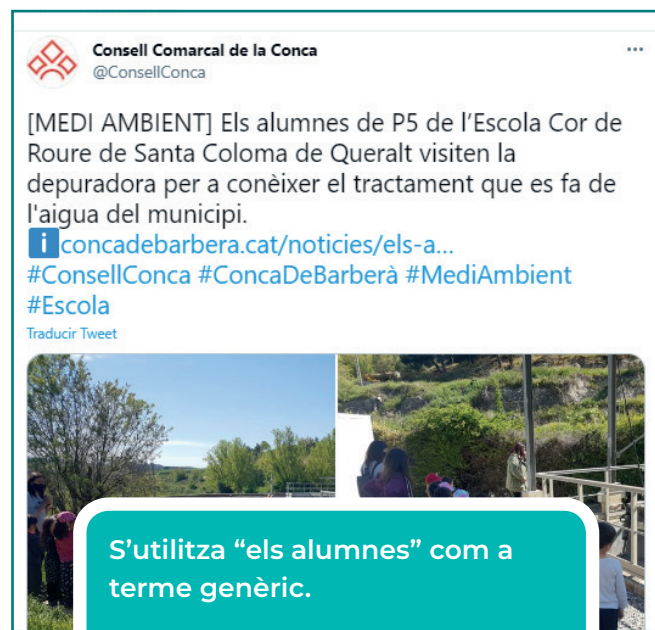 Consell Comarcal de la Conca
@ConsellConca
[MEDI AMBIENT] Els alumnes de P5 de l’Escola Cor de
Roure de Santa Coloma de Queralt visiten la
depuradora per a conèixer el tractament que es fa de
l'aigua del municipi.
i concadebarbera.cat/noticies/els-a...
#ConsellConca #ConcaDeBarberà #MediAmbient
#Escola
Traducir Tweet
S’utilitza “els alumnes” com a
terme genèric.